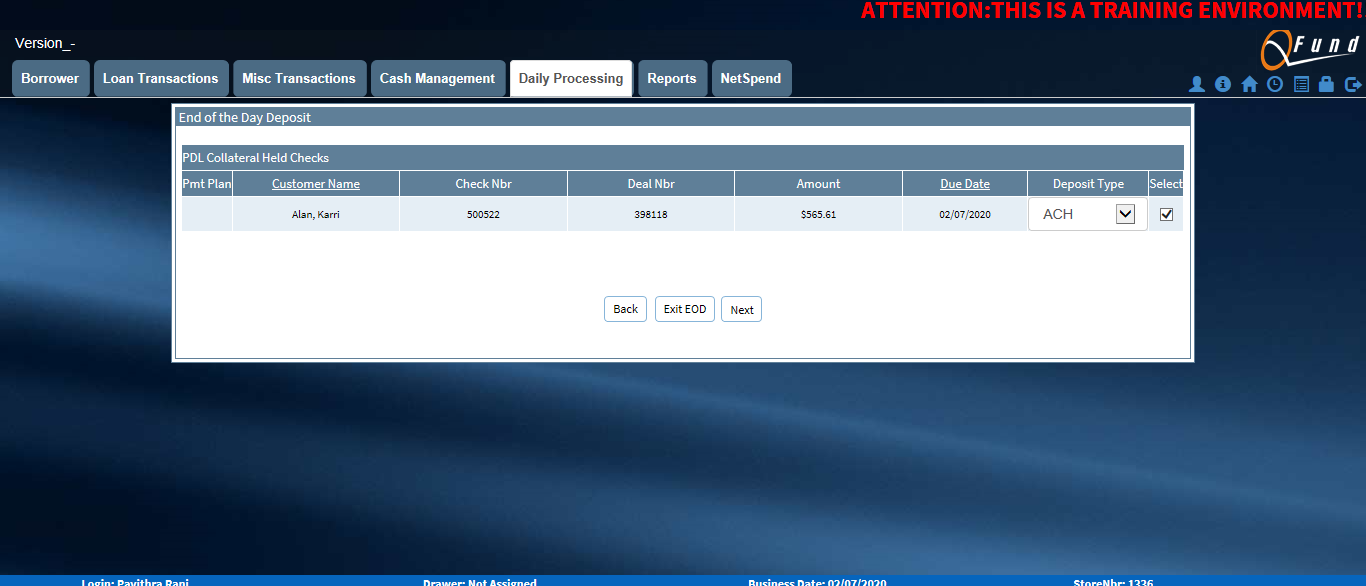 ATTENTION:THIS IS A TRAINING ENVIRONMENT!
Version_-
QFund
Borrower Loan Transactions Misc Transactions Cash Management Daily Processing Reports NetSpend
End of the Day Deposit
PDL Collateral Held Checks
Pmt Plan Customer Name Check Nbr Deal Nbr Amount Due Date Deposit Type Select
Alan, Karri 500522 398118 $565.61 02/07/2020 ACH
Back Exit EOD Next
Login: Pavithra Rani Drawer: Not Assigned Business Date: 02/07/2020 StoreNbr: 1336